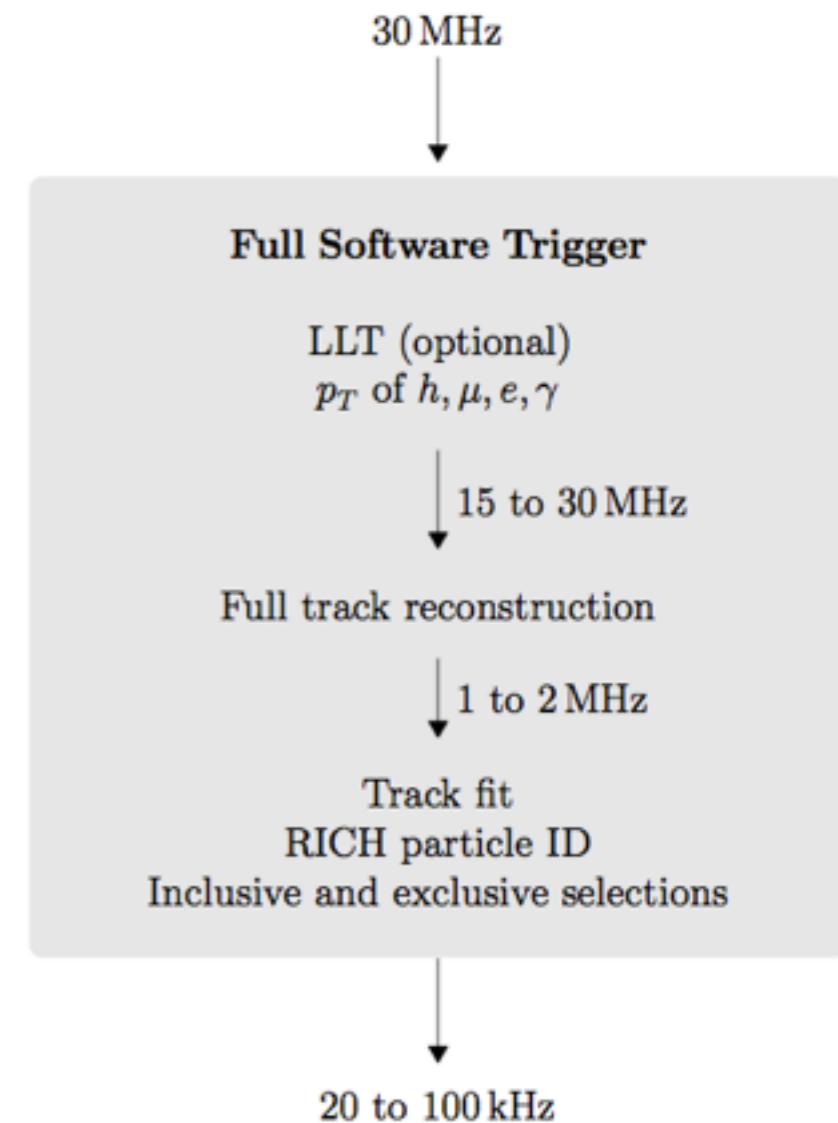 30 MHz
Full Software Trigger
LLT (optional)
p_T of h, μ, e, γ
15 to 30 MHz
Full track reconstruction
1 to 2 MHz
Track fit
RICH particle ID
Inclusive and exclusive selections
20 to 100 kHz